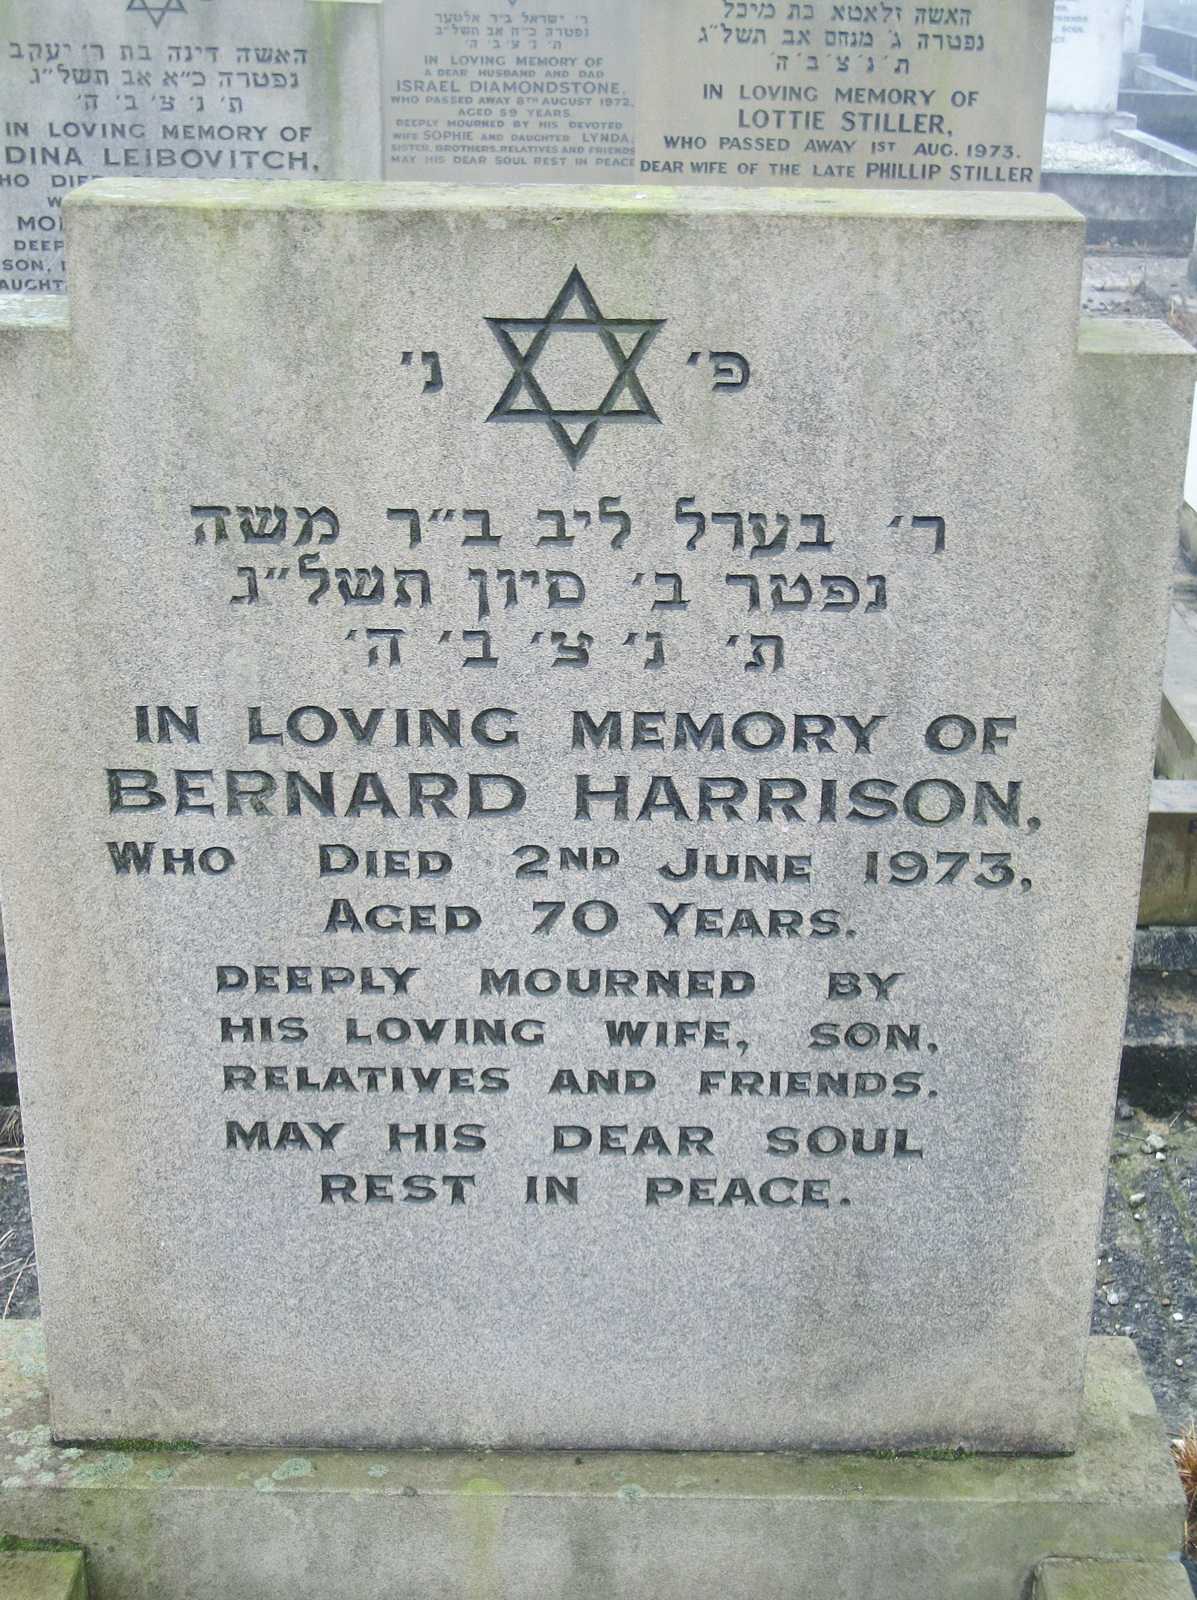 האשה דינה בת ר׳ יעקב
נפטרה כ״א אב תשל״ג
ת׳ נ׳ צ׳ ב׳ ה׳
IN LOVING MEMORY OF
DINA LEIBOVITCH,
ר׳ ישראל ב״ר אלטער
נפטרה כ״ח אב תשל״ב
ת׳ נ׳ צ׳ ב׳ ה׳
IN LOVING MEMORY OF
A DEAR HUSBAND AND DAD
ISRAEL DIAMONDSTONE,
WHO PASSED AWAY 8TH AUGUST 1972,
AGED 59 YEARS.
DEEPLY MOURNED BY HIS DEVOTED
WIFE SOPHIE AND DAUGHTER LYNDA,
SISTER, BROTHERS, RELATIVES AND FRIENDS
MAY HIS DEAR SOUL REST IN PEACE
האשה זלאטא בת מיכל
נפטרה ג׳ מנחם אב תשל״ג
ת׳ נ׳ צ׳ ב׳ ה׳
IN LOVING MEMORY OF
LOTTIE STILLER,
WHO PASSED AWAY 1ST AUG. 1973.
DEAR WIFE OF THE LATE PHILLIP STILLER
פ׳ נ׳
ר׳ בערל ליב ב״ר משה
נפטר ב׳ סיון תשל״ג
ת׳ נ׳ צ׳ ב׳ ה׳
IN LOVING MEMORY OF
BERNARD HARRISON,
WHO DIED 2ND JUNE 1973,
AGED 70 YEARS.
DEEPLY MOURNED BY
HIS LOVING WIFE, SON,
RELATIVES AND FRIENDS.
MAY HIS DEAR SOUL
REST IN PEACE.